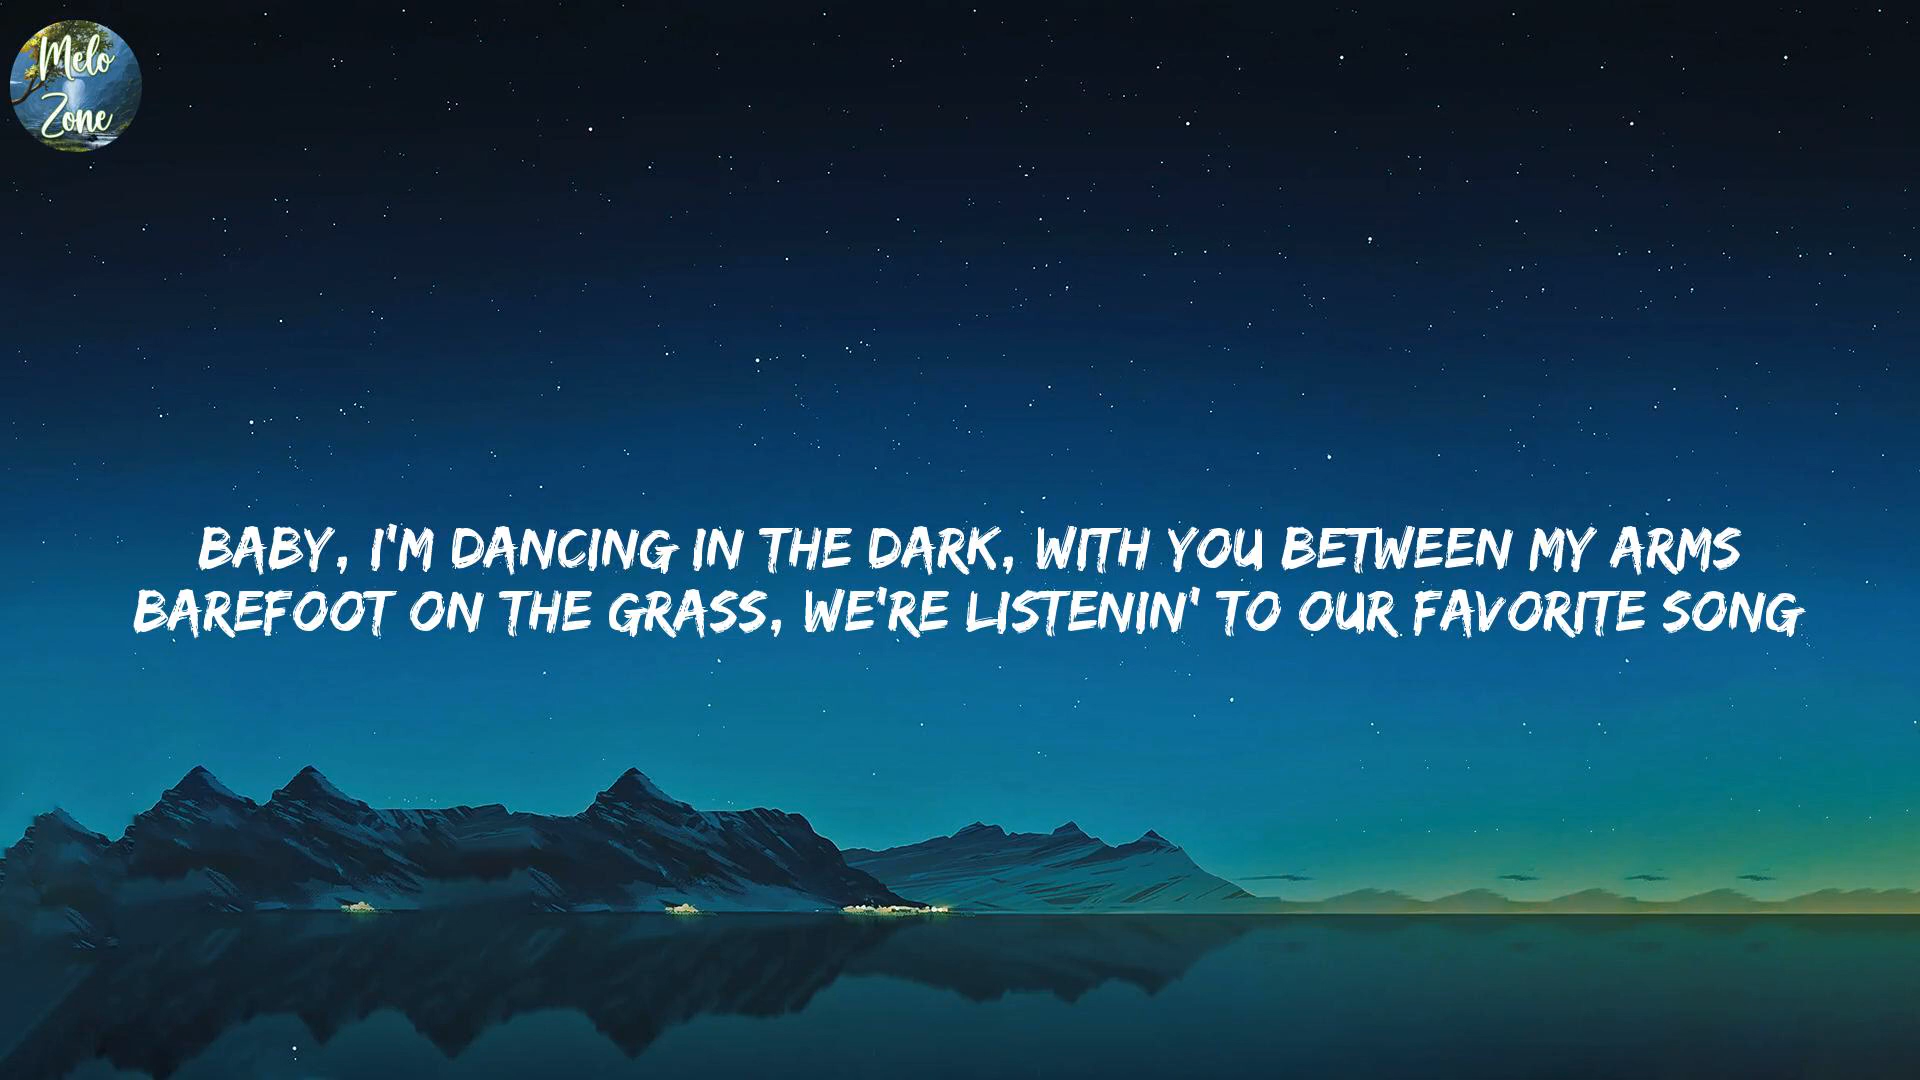 Melo
Zone
BABY, I'M DANCING IN THE DARK, WITH YOU BETWEEN MY ARMS
BAREFOOT ON THE GRASS, WE'RE LISTENIN' TO OUR FAVORITE SONG